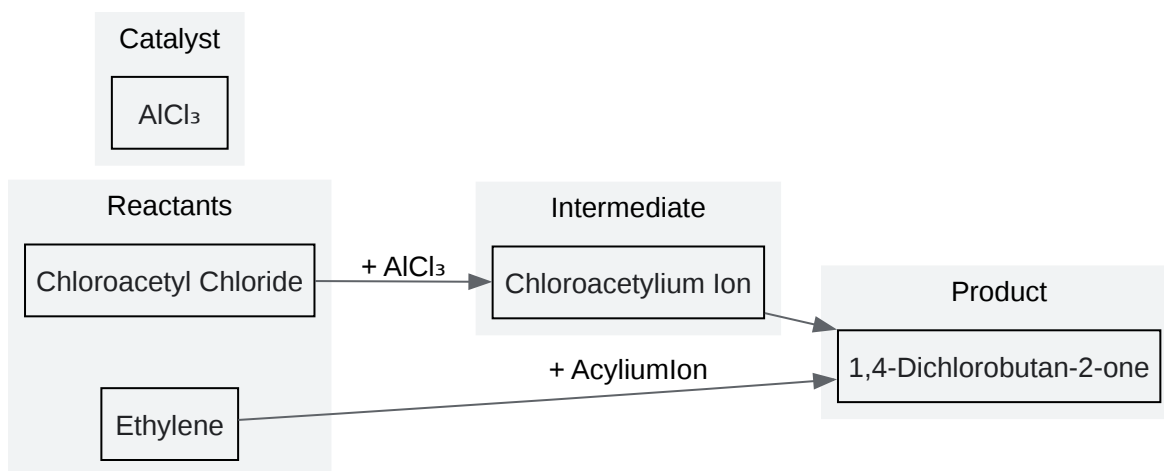 Catalyst
AlCl₃
Reactants
Chloroacetyl Chloride
+ AlCl₃
Intermediate
Chloroacetylium Ion
Product
1,4-Dichlorobutan-2-one
+ AcyliumIon
Ethylene